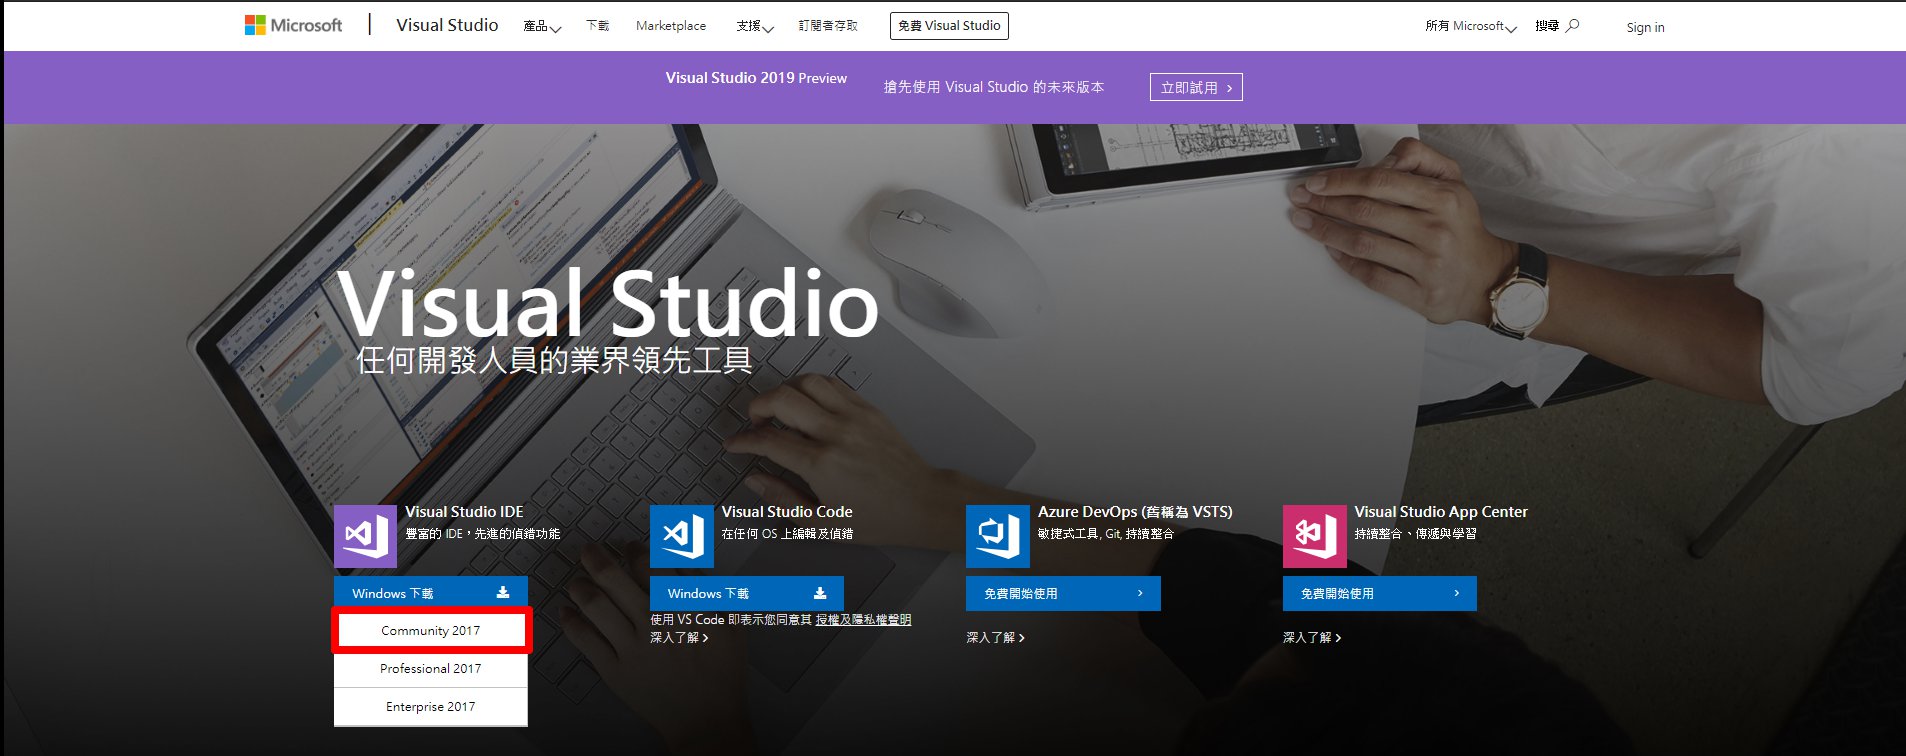 Microsoft
Visual Studio
產品
下載
Marketplace
支援
訂閱者存取
免費 Visual Studio
所有 Microsoft
搜尋
Sign in
Visual Studio 2019 Preview
搶先使用 Visual Studio 的未來版本
立即試用
Visual Studio
任何開發人員的業界領先工具
Visual Studio IDE
豐富的 IDE，先進的偵錯功能
Windows 下載
Community 2017
Professional 2017
Enterprise 2017
Visual Studio Code
在任何 OS 上編輯及偵錯
Windows 下載
使用 VS Code 即表示您同意其 授權及隱私權聲明
深入了解
Azure DevOps (舊稱為 VSTS)
敏捷式工具, Git, 持續整合
免費開始使用
深入了解
Visual Studio App Center
持續整合、傳遞與學習
免費開始使用
深入了解